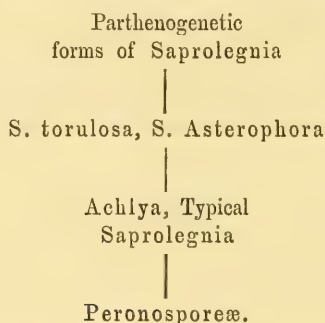 Parthenogenetic
forms of Saprolegnia
S. torulosa, S. Asterophora
Achlya, Typical
Saprolegnia
Peronosporeæ.